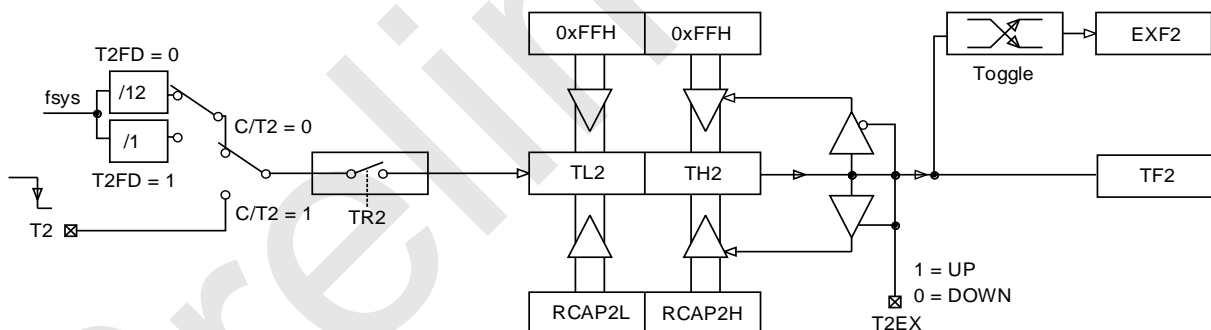 0xFFH 0xFFH
EXF2
Toggle
T2FD = 0
/12
fsys
C/T2 = 0
/1
T2FD = 1
TL2 TH2
TF2
C/T2 = 1
TR2
T2
1 = UP
0 = DOWN
RCAP2L RCAP2H
T2EX